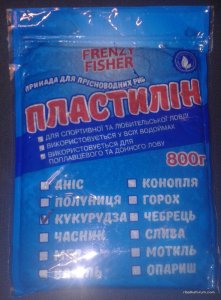 FRENZY
FISHER
ПРИМАДА ДЛЯ ПРІСНОВОДНИХ РИБ
ПЛАСТИЛІН
ДЛЯ СПОРТИВНОЇ ТА ЛЮБИТЕЛЬСЬКОЇ ЛОВЛІ
ВИКОРИСТОВУЄТЬСЯ У ВСІХ ВОДОЙМАХ
ВИКОРИСТОВУЄТЬСЯ ДЛЯ
ПОПЛАВЦЕВОГО ТА ДОННОГО ЛОВУ
800г
АНІС КОНОПЛЯ
ПОЛУНИЦЯ ГОРОХ
КУКУРУДЗА ЧЕБРЕЦЬ
ЧАСНИК СЛИВА
МОТИЛЬ
ОПАРИШ